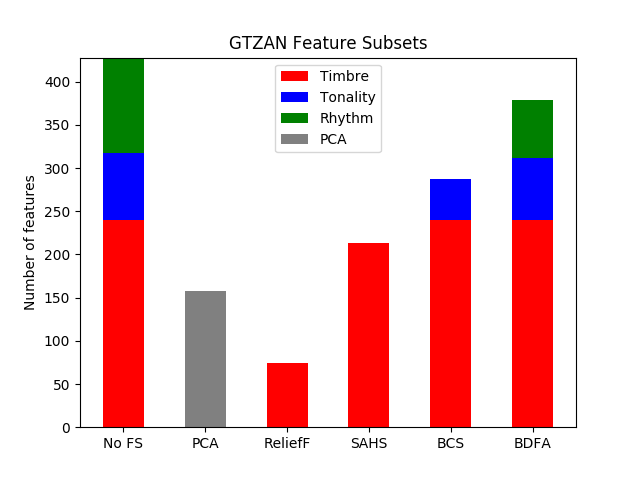 GTZAN Feature Subsets
Number of features
400
350
300
250
200
150
100
50
0
Timbre
Tonality
Rhythm
PCA
No FS PCA ReliefF SAHS BCS BDFA